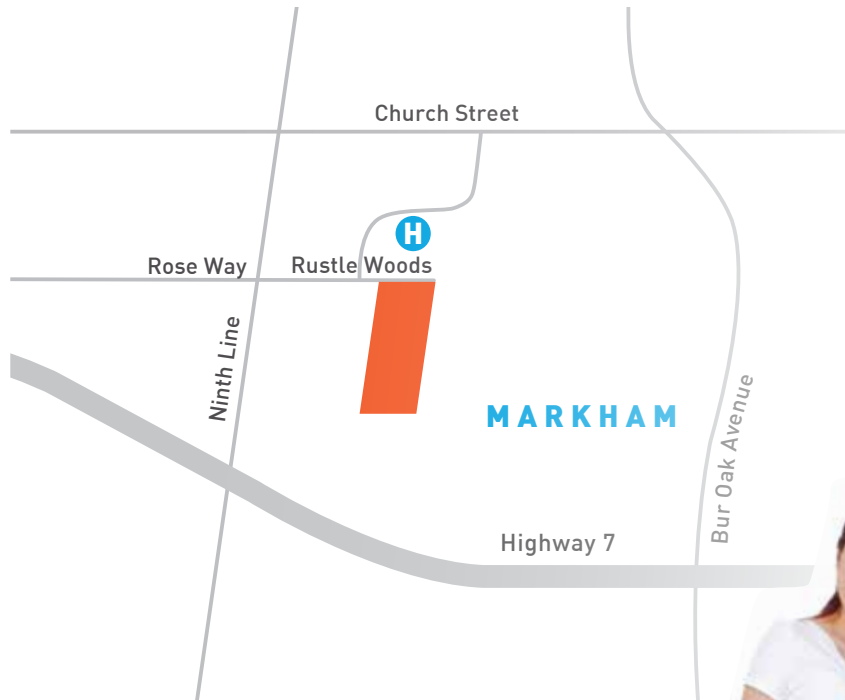 Church Street
H
Rose Way
Rustle Woods
Ninth Line
MARKHAM
Bur Oak Avenue
Highway 7